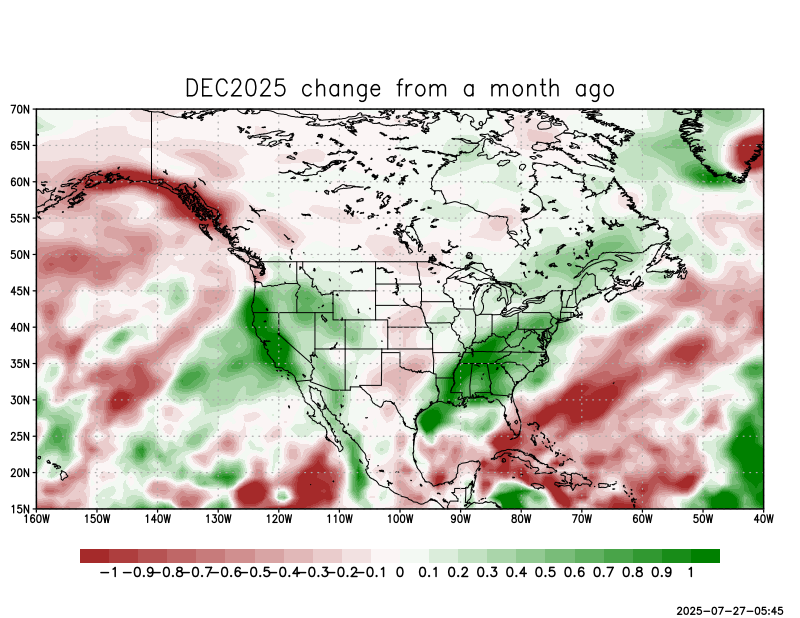 DEC2025 change from a month ago
70N
65N
60N
55N
50N
45N
40N
35N
30N
25N
20N
15N
160W 150W 140W 130W 120W 110W 100W 90W 80W 70W 60W 50W 40W
-1 -0.9 -0.8 -0.7 -0.6 -0.5 -0.4 -0.3 -0.2 -0.1 0 0.1 0.2 0.3 0.4 0.5 0.6 0.7 0.8 0.9 1
2025-07-27-05:45